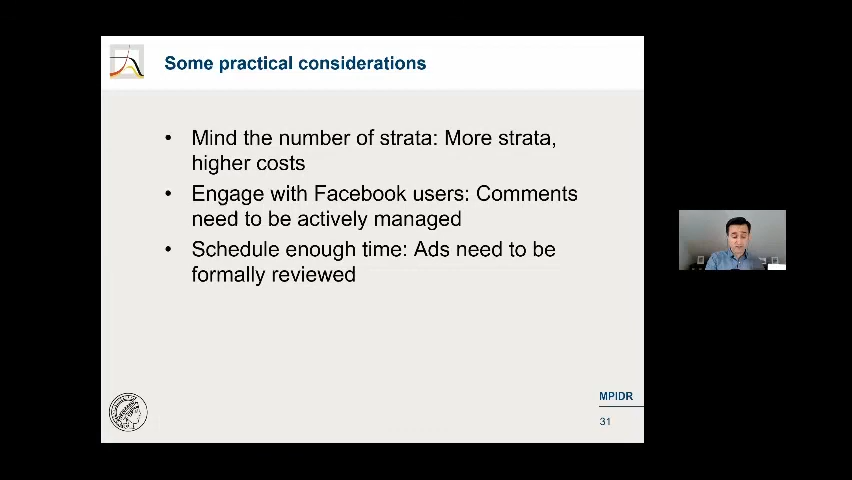 Some practical considerations
• Mind the number of strata: More strata,
higher costs
• Engage with Facebook users: Comments
need to be actively managed
• Schedule enough time: Ads need to be
formally reviewed
MPIDR
31